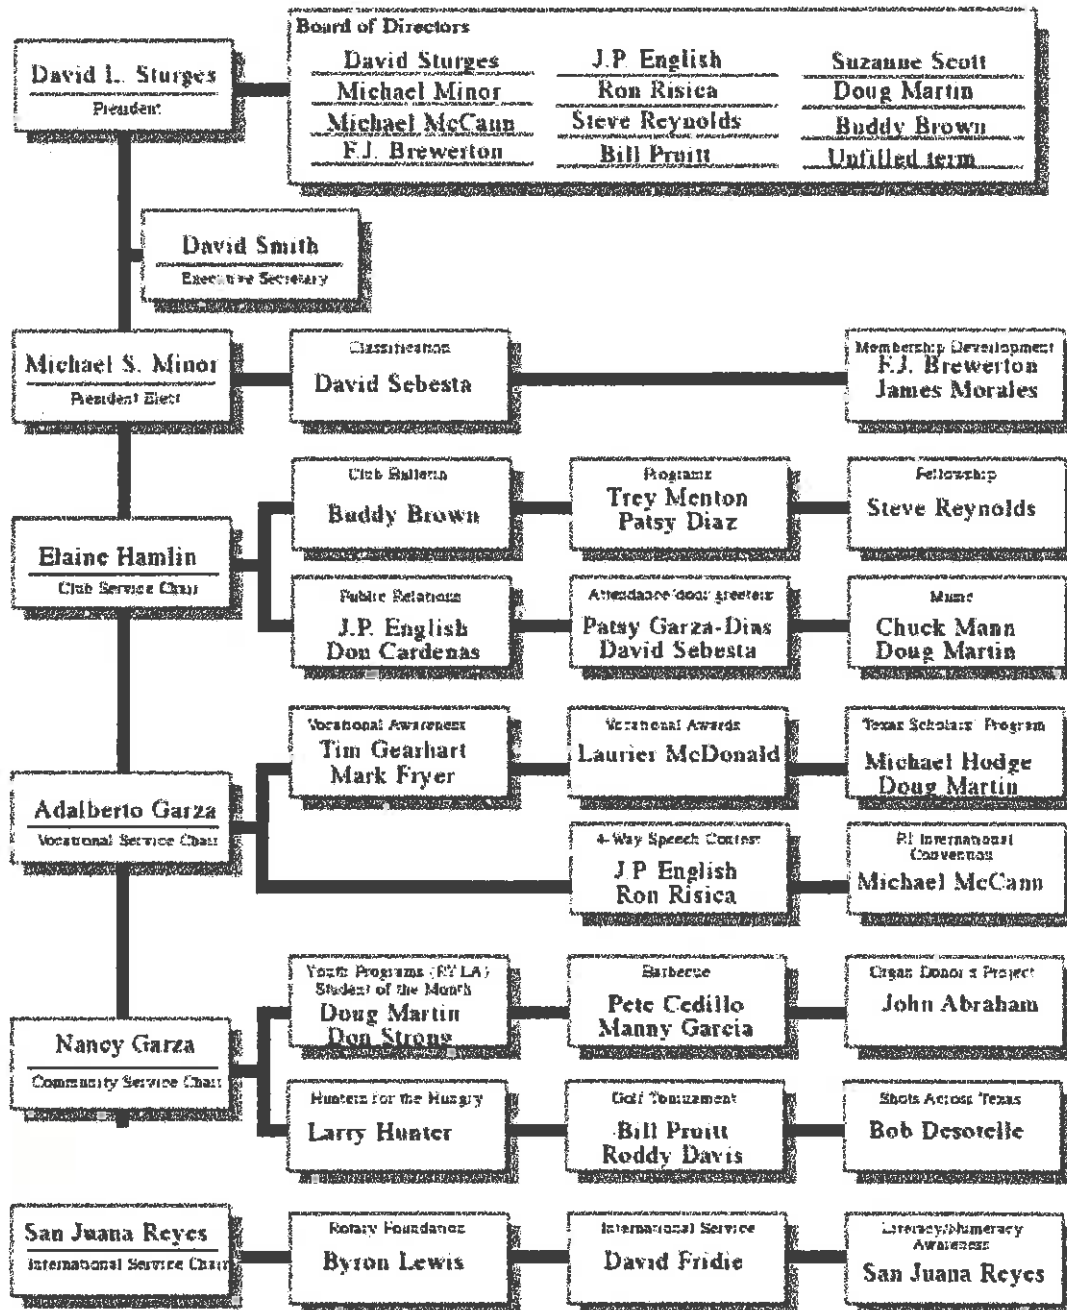 Board of Directors
David L. Sturges
President
David Sturges
Michael Minor
Michael McCann
F.J. Brewerton
J.P. English
Ron Risica
Steve Reynolds
Bill Pruitt
Suzanne Scott
Doug Martin
Buddy Brown
Unfilled term
David Smith
Executive Secretary
Michael S. Minor
President Elect
Classification
David Sebesta
Membership Development
F.J. Brewerton
James Morales
Elaine Hamlin
Club Service Chair
Club Bulletin
Buddy Brown
Programs
Trey Menton
Patsy Diaz
Fellowship
Steve Reynolds
Public Relations
J.P. English
Don Cardenas
Attendance/door greeters
Patsy Garza-Dias
David Sebesta
Music
Chuck Mann
Doug Martin
Adalberto Garza
Vocational Service Chair
Vocational Awareness
Tim Gearhart
Mark Fryer
Vocational Awards
Laurier McDonald
Texas Scholars' Program
Michael Hodge
Doug Martin
4-Way Speech Contest
J.P English
Ron Risica
R.I International
Convention
Michael McCann
Nancy Garza
Community Service Chair
Youth Programs (RYLA)
Student of the Month
Doug Martin
Don Strong
Barbecue
Pete Cedillo
Manny Garcia
Organ Donor's Project
John Abraham
Hunters for the Hungry
Larry Hunter
Golf Tournament
Bill Pruitt
Roddy Davis
Shots Across Texas
Bob Desotelle
San Juana Reyes
International Service Chair
Rotary Foundation
Byron Lewis
International Service
David Fridie
Literacy/Numeracy
Awareness
San Juana Reyes